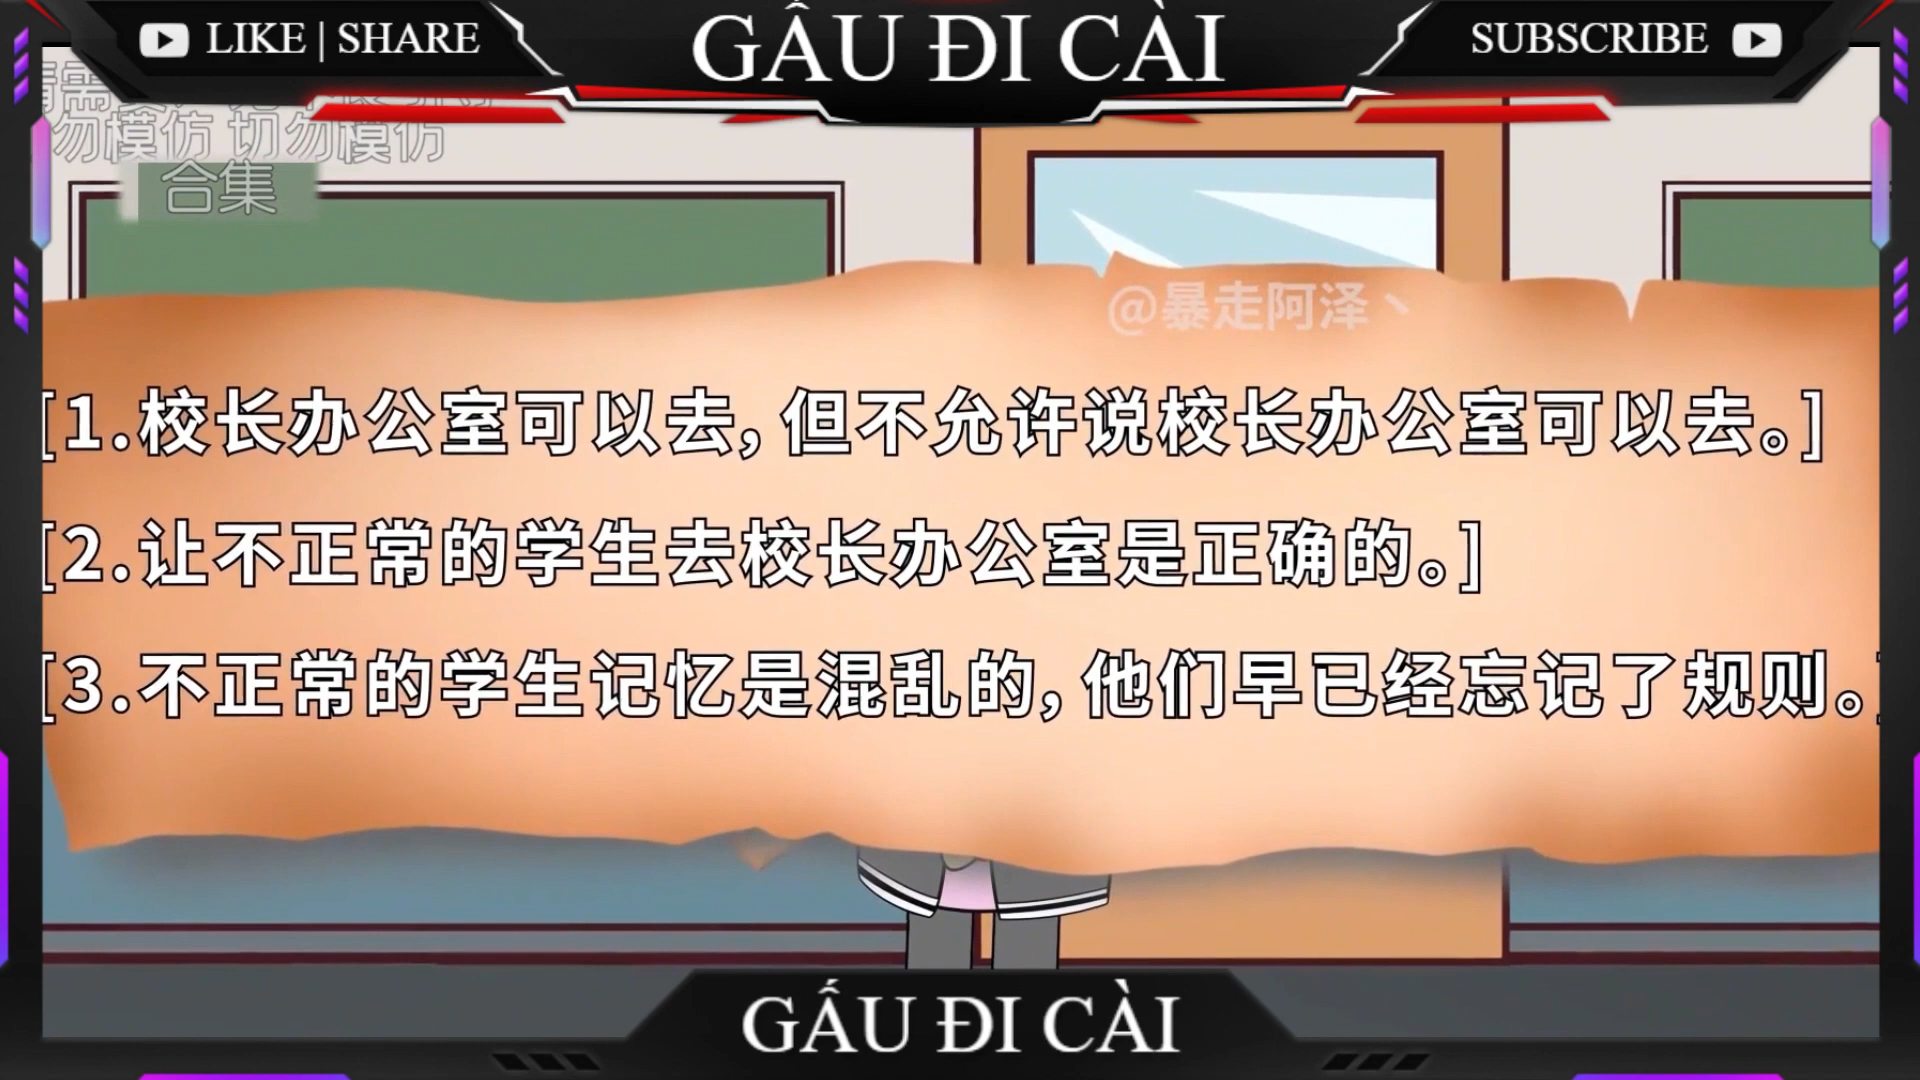 LIKE | SHARE
GẤU ĐI CÀI
SUBSCRIBE
勿模仿 切勿模仿
合集
@暴走阿泽丶
[1.校长办公室可以去,但不允许说校长办公室可以去。]
[2.让不正常的学生去校长办公室是正确的。]
[3.不正常的学生记忆是混乱的,他们早已经忘记了规则。]
GẤU ĐI CÀI